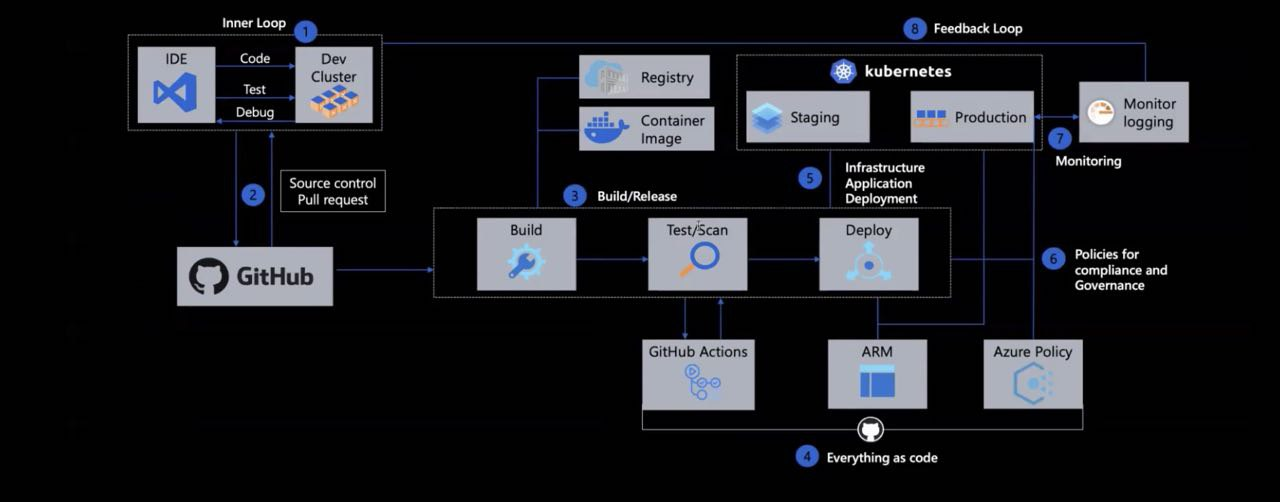 Inner Loop
1
8
Feedback Loop
IDE
Code
Test
Debug
Dev
Cluster
Registry
Container
Image
kubernetes
Staging
Production
Monitor
logging
7
Monitoring
2
Source control
Pull request
3
Build/Release
5
Infrastructure
Application
Deployment
GitHub
Build
Test/Scan
Deploy
6
Policies for
compliance and
Governance
GitHub Actions
ARM
Azure Policy
4
Everything as code